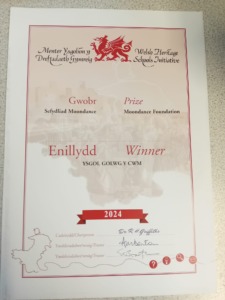 Menter Ysgolion y
Dreftadaeth Gymreig
Welsh Heritage
Schools Initiative
Gwobr Prize
Sefydliad Moondance Moondance Foundation
Enillydd Winner
YSGOL GOLWG Y CWM
2024